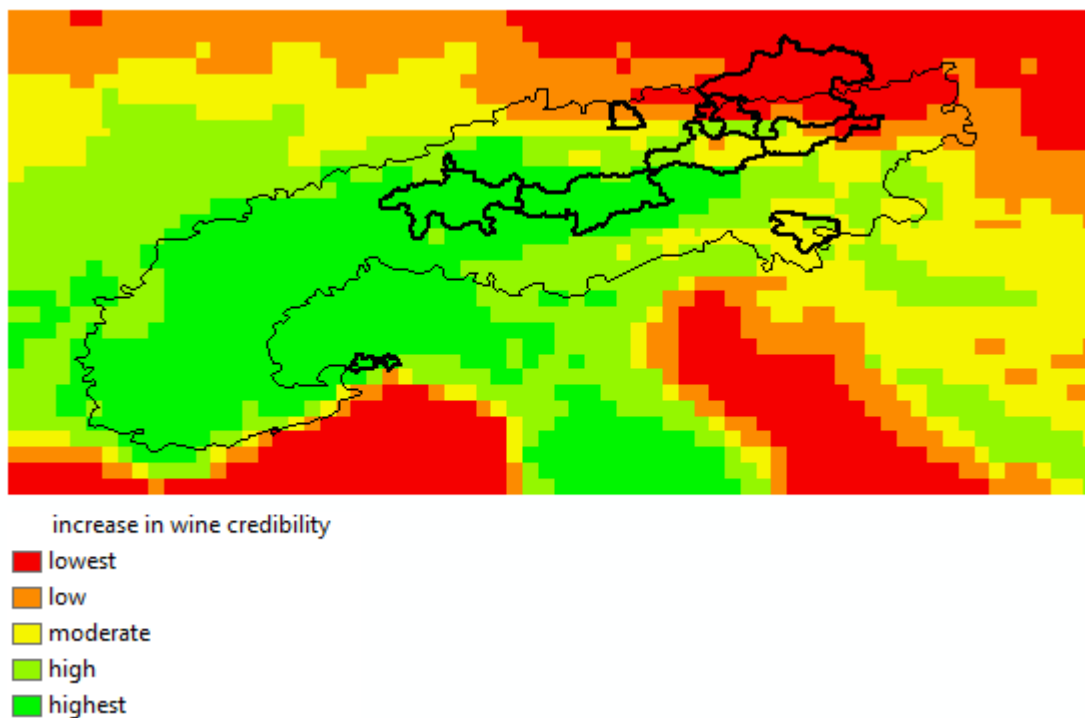 increase in wine credibility
lowest
low
moderate
high
highest